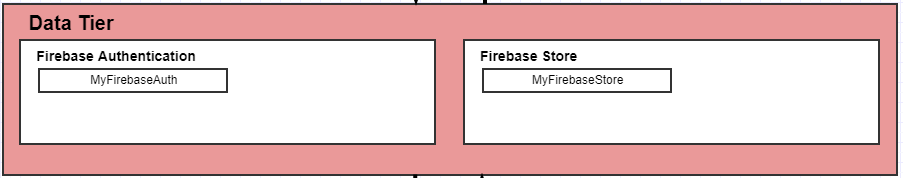 Data Tier
Firebase Authentication
MyFirebaseAuth
Firebase Store
MyFirebaseStore